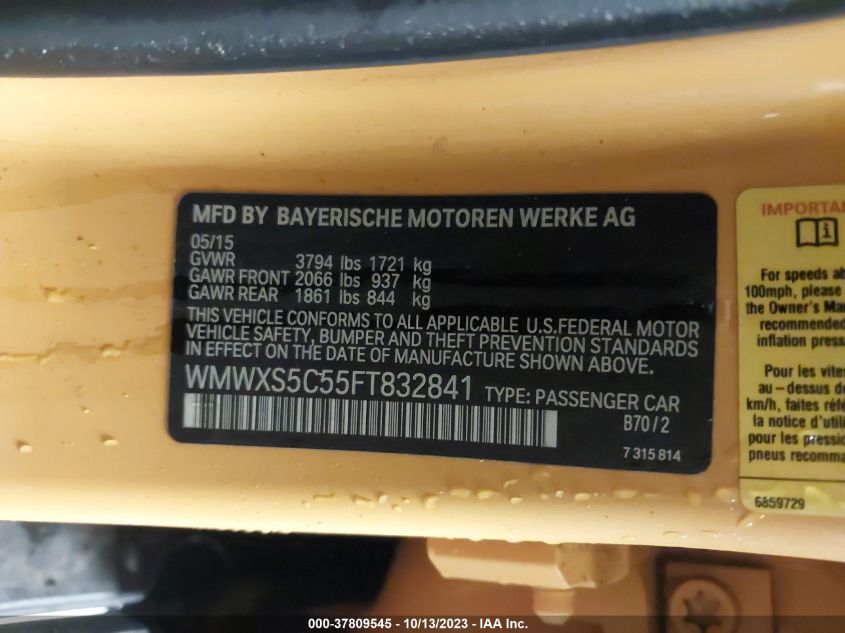 MFD BY BAYERISCHE MOTOREN WERKE AG
05/15
GVWR 3794 lbs 1721 kg
GAWR FRONT 2066 lbs 937 kg
GAWR REAR 1861 lbs 844 kg
THIS VEHICLE CONFORMS TO ALL APPLICABLE U.S.FEDERAL MOTOR
VEHICLE SAFETY, BUMPER AND THEFT PREVENTION STANDARDS
IN EFFECT ON THE DATE OF MANUFACTURE SHOWN ABOVE.
WMWXS5C55FT832841 TYPE: PASSENGER CAR
B70/2
7 315 814
IMPORTAN
For speeds ab
100mph, please
the Owner's Ma
recommended
inflation press
Pour les vites
au-dessus de
km/h, faites réfé
la notice d'utili
pour les pression
pneus recomma
6859729
000-37809545 - 10/13/2023 - IAA Inc.